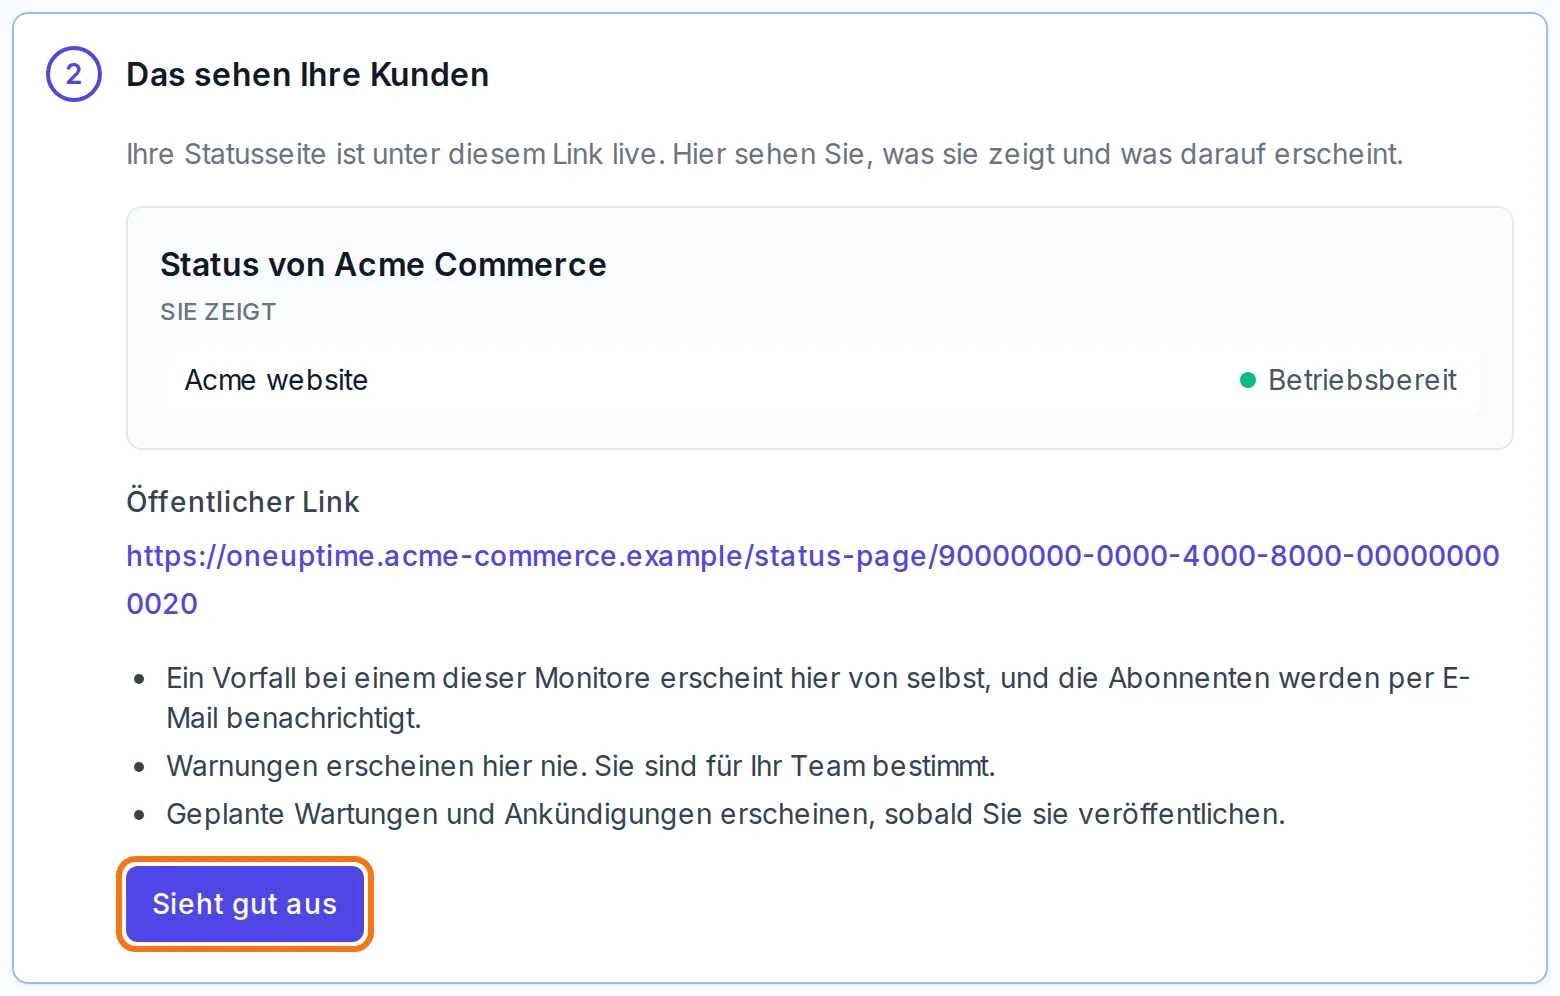 2
Das sehen Ihre Kunden
Ihre Statusseite ist unter diesem Link live. Hier sehen Sie, was sie zeigt und was darauf erscheint.
Status von Acme Commerce
SIE ZEIGT
Acme website
Betriebsbereit
Öffentlicher Link
https://oneuptime.acme-commerce.example/status-page/90000000-0000-4000-8000-00000000
0020
Ein Vorfall bei einem dieser Monitore erscheint hier von selbst, und die Abonnenten werden per E-
Mail benachrichtigt.
Warnungen erscheinen hier nie. Sie sind für Ihr Team bestimmt.
Geplante Wartungen und Ankündigungen erscheinen, sobald Sie sie veröffentlichen.
Sieht gut aus